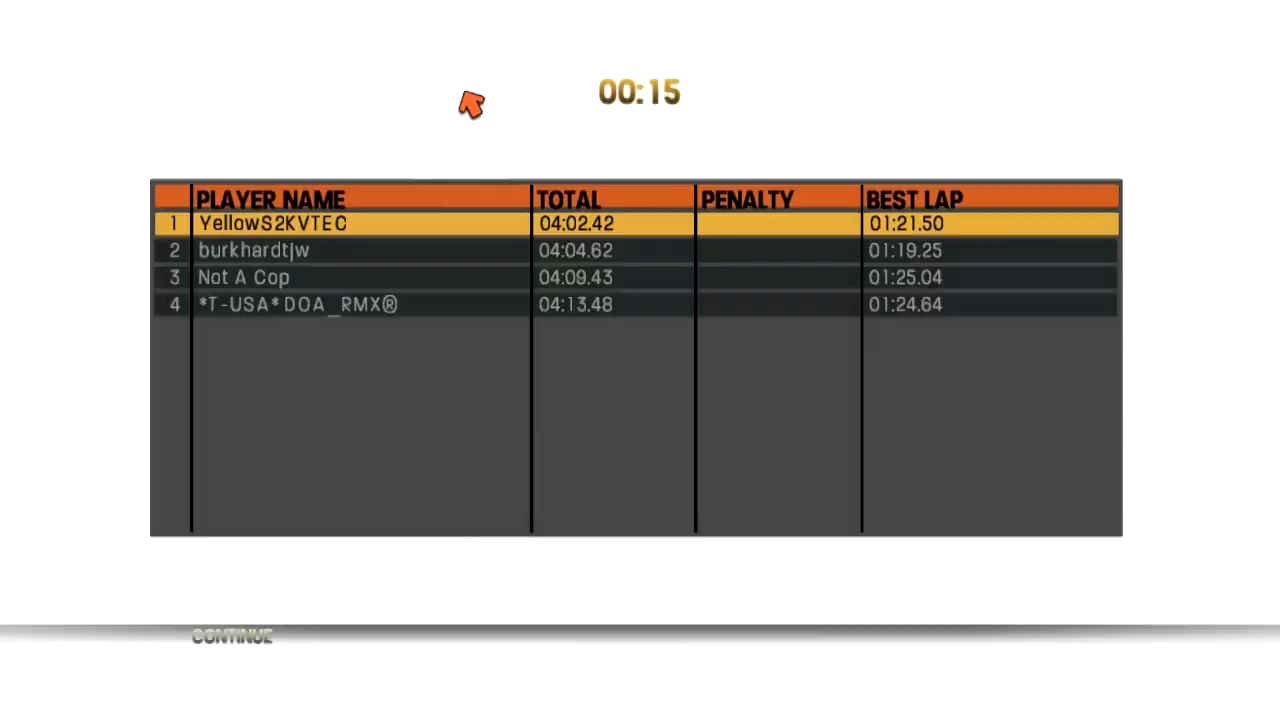 00:15
PLAYER NAME TOTAL PENALTY BEST LAP
1 YellowS2KVTEC 04:02.42 01:21.50
2 burkhardtjw 04:04.62 01:19.25
3 Not A Cop 04:09.43 01:25.04
4 *T-USA*DOA_RMX® 04:13.48 01:24.64
CONTINUE